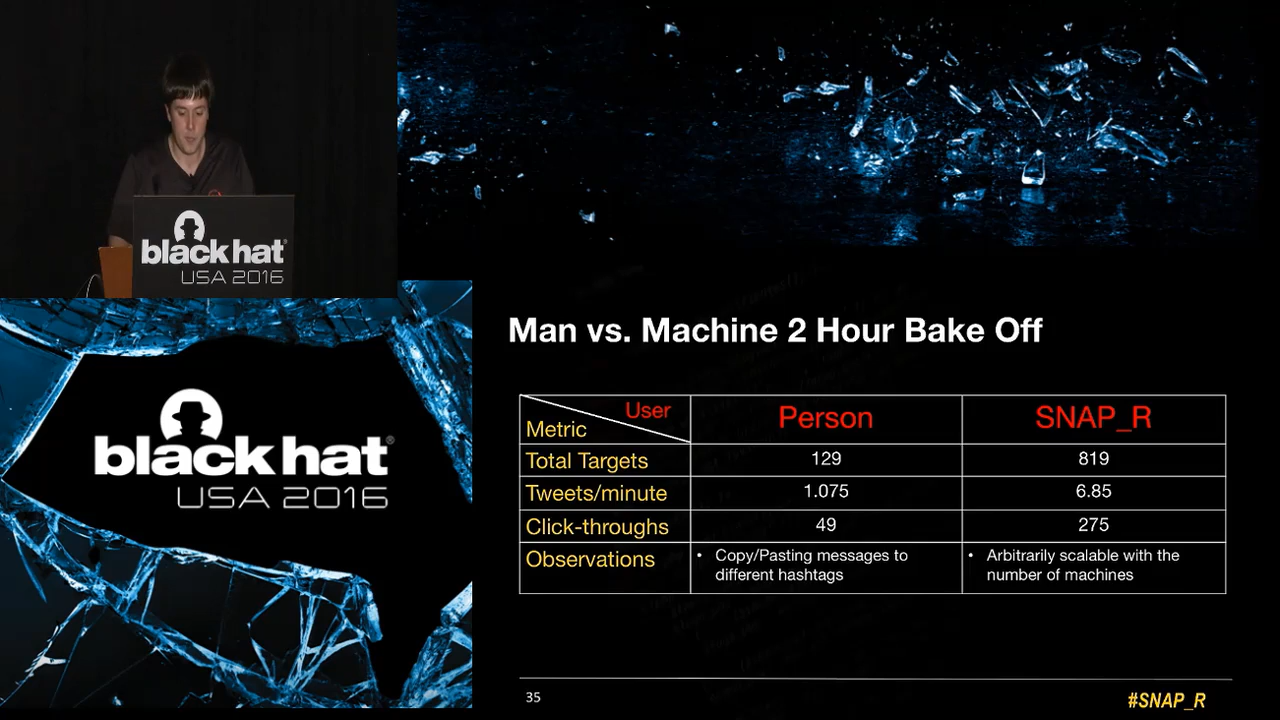 black hat
USA 2016
black hat®
USA 2016
Man vs. Machine 2 Hour Bake Off
User
Metric
Person
SNAP_R
Total Targets
129
819
Tweets/minute
1.075
6.85
Click-throughs
49
275
Observations
• Copy/Pasting messages to
different hashtags
• Arbitrarily scalable with the
number of machines
35
#SNAP_R